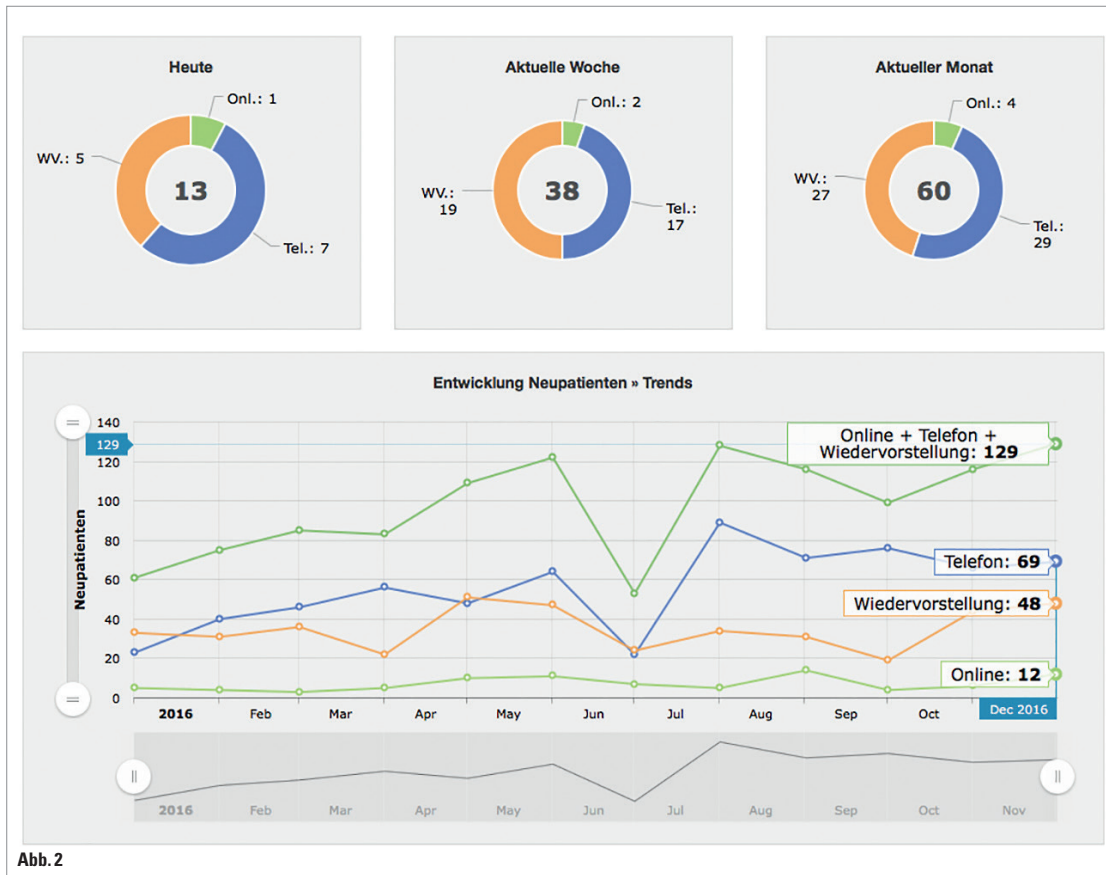 Heute
Onl.: 1
WV.: 5
13
Tel.: 7
Aktuelle Woche
Onl.: 2
WV.:
19
38
Tel.:
17
Aktueller Monat
Onl.: 4
WV.:
27
60
Tel.:
29
Entwicklung Neupatienten » Trends
Neupatienten
140
129
120
100
80
60
40
20
0
Online + Telefon +
Wiedervorstellung: 129
Telefon: 69
Wiedervorstellung: 48
Online: 12
2016 Feb Mar Apr May Jun Jul Aug Sep Oct Dec 2016
2016 Feb Mar Apr May Jun Jul Aug Sep Oct Nov
Abb. 2